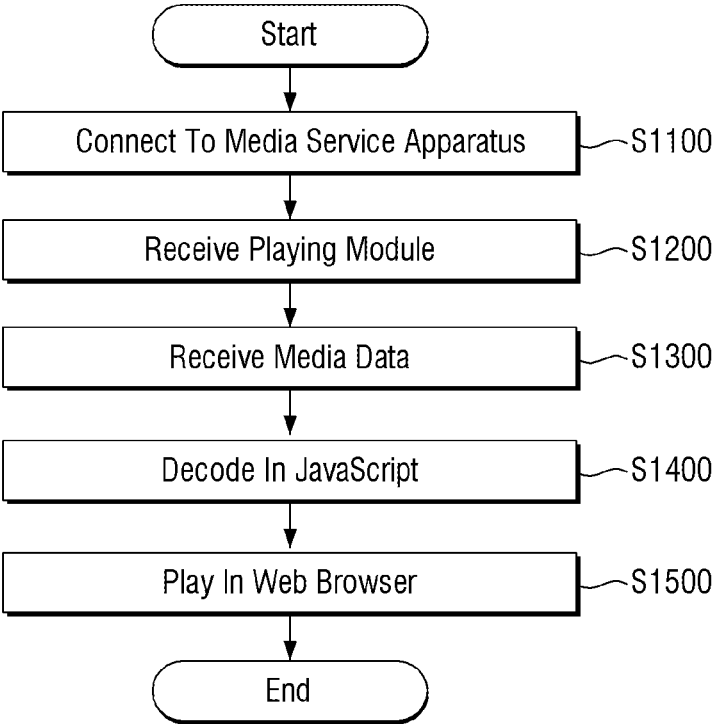 Start
Connect To Media Service Apparatus
S1100
Receive Playing Module
S1200
Receive Media Data
S1300
Decode In JavaScript
S1400
Play In Web Browser
S1500
End